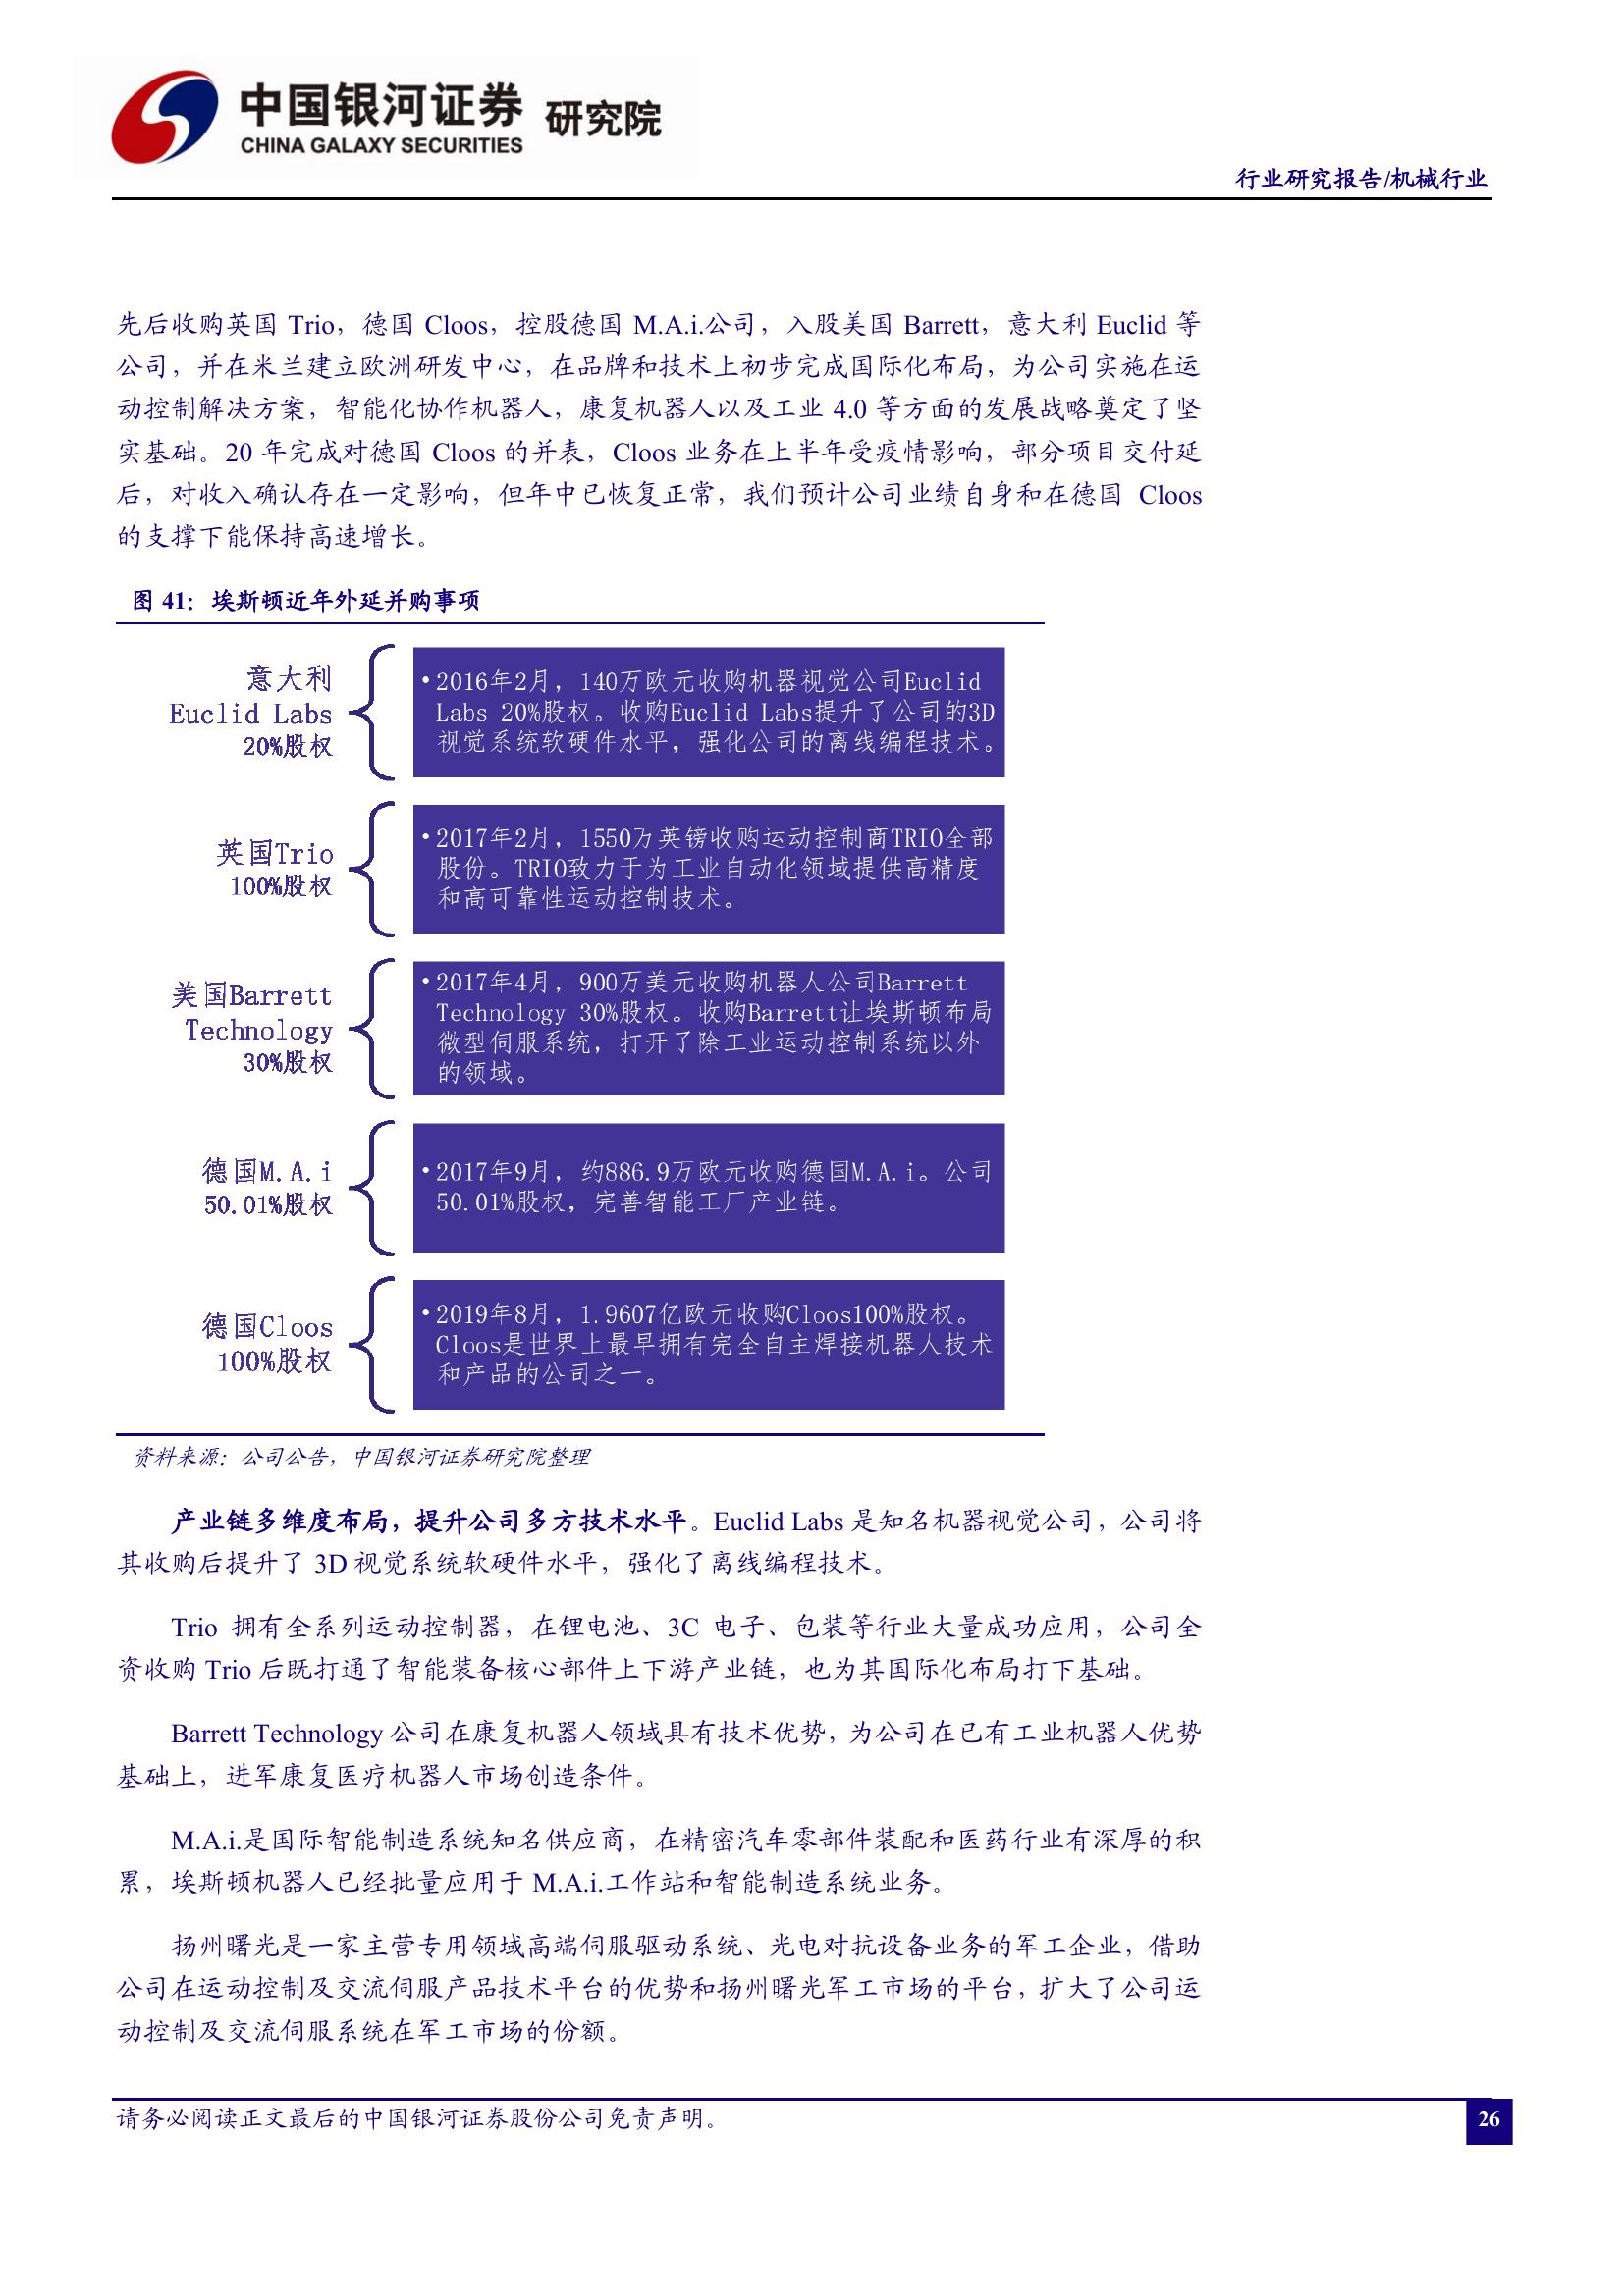 中国银河证券 研究院
CHINA GALAXY SECURITIES
行业研究报告/机械行业
先后收购英国 Trio，德国 Cloos，控股德国 M.A.i.公司，入股美国 Barrett，意大利 Euclid 等
公司，并在米兰建立欧洲研发中心，在品牌和技术上初步完成国际化布局，为公司实施在运
动控制解决方案，智能化协作机器人，康复机器人以及工业 4.0 等方面的发展战略奠定了坚
实基础。20 年完成对德国 Cloos 的并表，Cloos 业务在上半年受疫情影响，部分项目交付延
后，对收入确认存在一定影响，但年中已恢复正常，我们预计公司业绩自身和在德国 Cloos
的支撑下能保持高速增长。
图 41：埃斯顿近年外延并购事项
意大利
Euclid Labs
20%股权
•2016年2月，140万欧元收购机器视觉公司Euclid
Labs 20%股权。收购Euclid Labs提升了公司的3D
视觉系统软硬件水平，强化公司的离线编程技术。
英国Trio
100%股权
•2017年2月，1550万英镑收购运动控制商TRIO全部
股份。TRIO致力于为工业自动化领域提供高精度
和高可靠性运动控制技术。
美国Barrett
Technology
30%股权
•2017年4月，900万美元收购机器人公司Barrett
Technology 30%股权。收购Barrett让埃斯顿布局
微型伺服系统，打开了除工业运动控制系统以外
的领域。
德国M.A.i
50.01%股权
•2017年9月，约886.9万欧元收购德国M.A.i。公司
50.01%股权，完善智能工厂产业链。
德国Cloos
100%股权
•2019年8月，1.9607亿欧元收购Cloos100%股权。
Cloos是世界上最早拥有完全自主焊接机器人技术
和产品的公司之一。
资料来源：公司公告，中国银河证券研究院整理
产业链多维度布局，提升公司多方技术水平。Euclid Labs 是知名机器视觉公司，公司将
其收购后提升了 3D 视觉系统软硬件水平，强化了离线编程技术。
Trio 拥有全系列运动控制器，在锂电池、3C 电子、包装等行业大量成功应用，公司全
资收购 Trio 后既打通了智能装备核心部件上下游产业链，也为其国际化布局打下基础。
Barrett Technology 公司在康复机器人领域具有技术优势，为公司在已有工业机器人优势
基础上，进军康复医疗机器人市场创造条件。
M.A.i.是国际智能制造系统知名供应商，在精密汽车零部件装配和医药行业有深厚的积
累，埃斯顿机器人已经批量应用于 M.A.i.工作站和智能制造系统业务。
扬州曙光是一家主营专用领域高端伺服驱动系统、光电对抗设备业务的军工企业，借助
公司在运动控制及交流伺服产品技术平台的优势和扬州曙光军工市场的平台，扩大了公司运
动控制及交流伺服系统在军工市场的份额。
请务必阅读正文最后的中国银河证券股份公司免责声明。
26